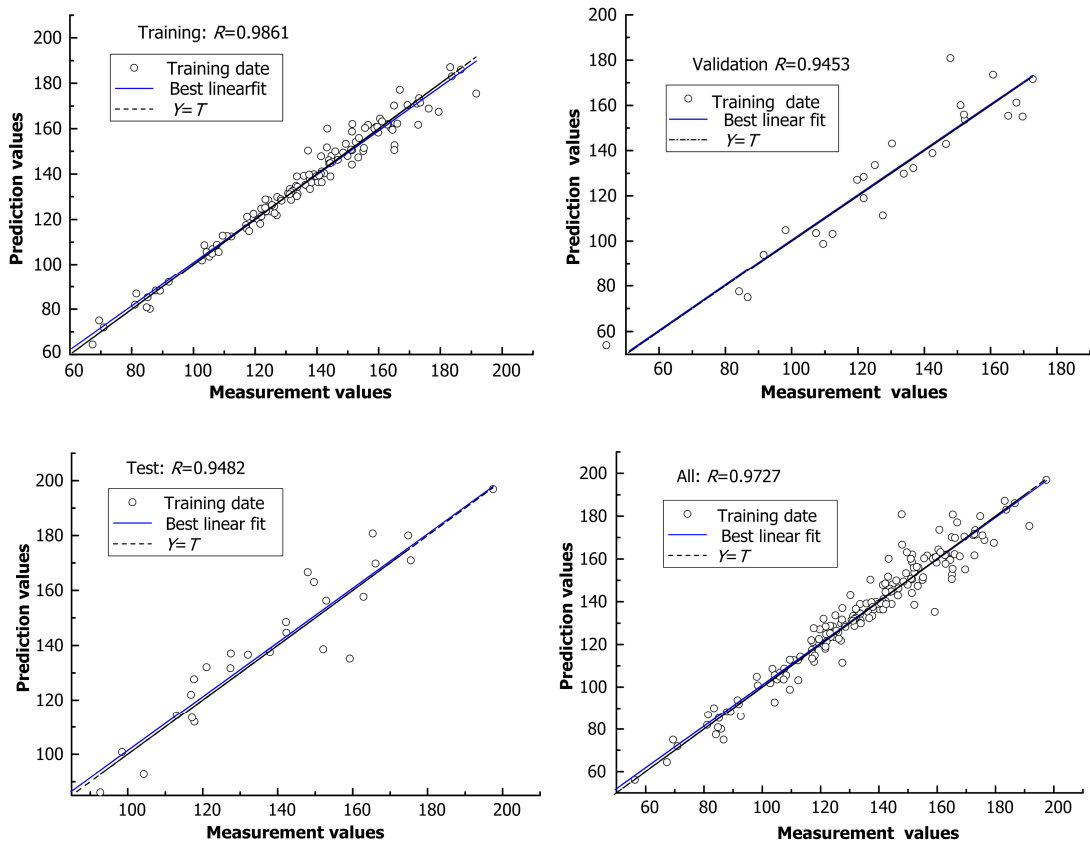 Training: R=0.9861
Training date
Best linearfit
Y=T
200
180
160
140
120
100
80
60
Prediction values
60 80 100 120 140 160 180 200
Measurement values
Validation R=0.9453
Training date
Best linear fit
Y=T
200
180
160
140
120
100
80
60
Prediction values
60 80 100 120 140 160 180
Measurement values
Test: R=0.9482
Training date
Best linear fit
Y=T
200
180
160
140
120
100
Prediction values
100 120 140 160 180 200
Measurement values
All: R=0.9727
Training date
Best linear fit
Y=T
200
180
160
140
120
100
80
60
Prediction values
60 80 100 120 140 160 180 200
Measurement values